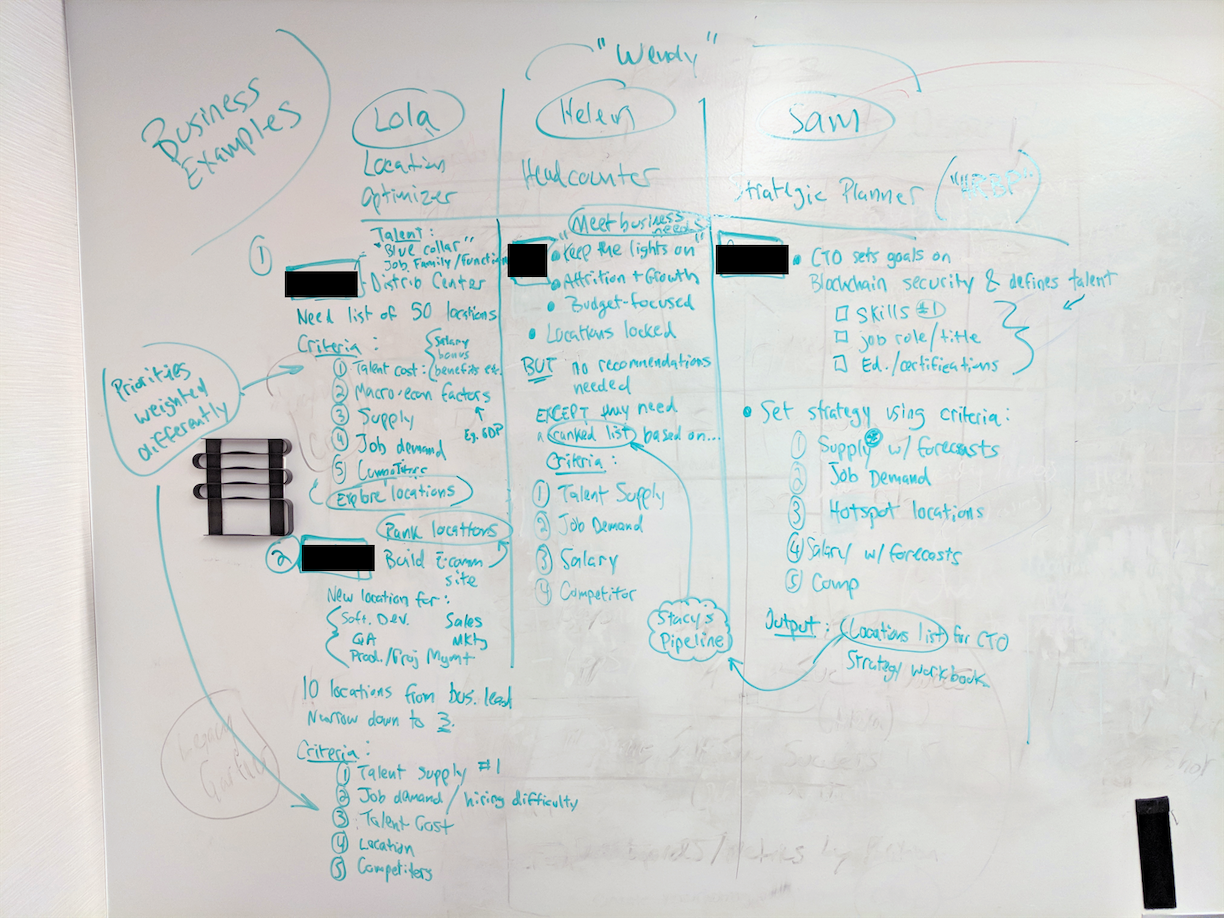 "Wendy"
Business
Examples
Lola
Location
Optimizer
①
Talent:
"Blue collar"
Job Family/Function
Distrib Center
Need list of 50 locations
Criteria:
① Talent cost: salary
bonus
benefits etc.
② Macro-econ factors
Eg. GDP
③ Supply
④ Job demand
⑤
Explore locations
Priorities
weighted
differently
Rank locations
②
Build E-comm
site
New location for:
Soft. Dev. Sales
QA Mktg
Prod./Proj Mgmt
10 locations from bus. lead
Narrow down to 3.
Criteria:
① Talent supply #1
② Job demand/hiring difficulty
③ Talent Cost
④ Location
⑤ Competiters
Helen
Headcounter
Meet business
needs
• "Keep the lights on"
• Attrition + Growth
• Budget-focused
• Locations locked
BUT no recommendations
needed
EXCEPT they need
a ranked list based on...
Criteria:
① Talent Supply
② Job Demand
③ Salary
④ Competitor
Stacy's
Pipeline
Sam
Strategic Planner
• CTO sets goals on
Blockchain security & defines talent
☐ Skills #1
☐ job role/title
☐ Ed./certifications
• Set strategy using criteria:
① Supply w/ forecasts
② Job Demand
③ Hotspot locations
④ Salary w/ forecasts
⑤ Comp
Output: Locations list for CTO
Strategy workbook